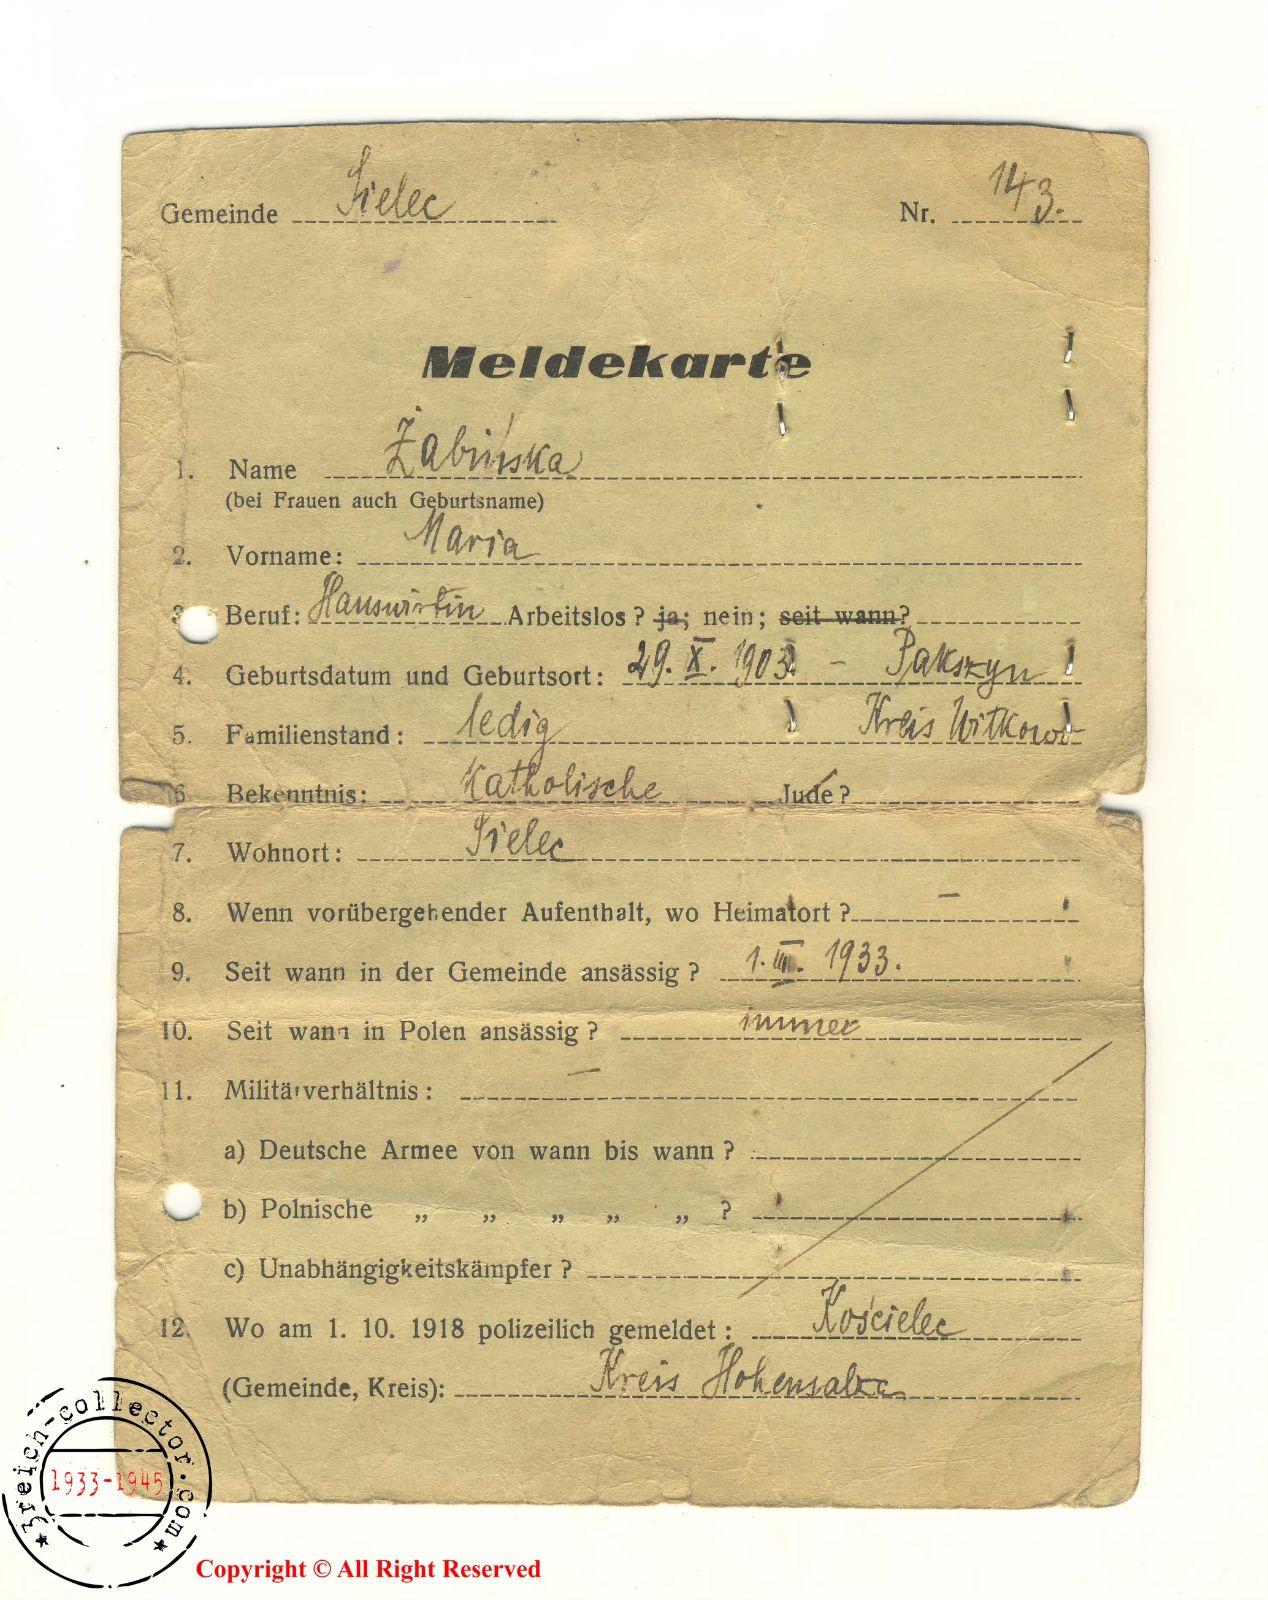 Gemeinde Sielec Nr. 143.
Meldekarte
1. Name Żabińska
(bei Frauen auch Geburtsname)
2. Vorname: Maria
3 Beruf: Hauswirtin Arbeitslos? ja; nein; seit wann?
4. Geburtsdatum und Geburtsort: 29. X. 1903 - Pakszyn
5. Familienstand: ledig Kreis Witkowo
6 Bekenntnis: Katholische Jude?
7. Wohnort: Sielec
8. Wenn vorübergehender Aufenthalt, wo Heimatort? -
9. Seit wann in der Gemeinde ansässig? 1. III. 1933.
10. Seit wann in Polen ansässig? immer
11. Militärverhältnis: -
a) Deutsche Armee von wann bis wann?
b) Polnische „ „ „ „ „ ?
c) Unabhängigkeitskämpfer?
12. Wo am 1. 10. 1918 polizeilich gemeldet: Kościelec
(Gemeinde, Kreis): Kreis Hohensalza
3reich-collector.com
1933-1945
Copyright © All Right Reserved